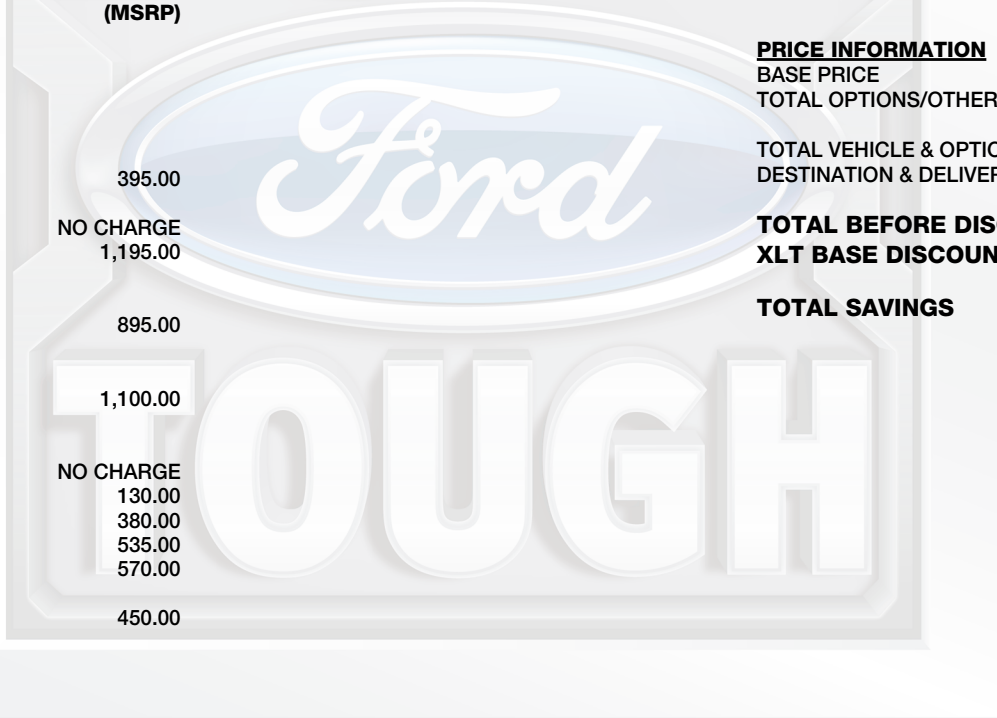 (MSRP)
395.00
NO CHARGE
1,195.00
895.00
1,100.00
NO CHARGE
130.00
380.00
535.00
570.00
450.00
PRICE INFORMATION
BASE PRICE
TOTAL OPTIONS/OTHER
TOTAL VEHICLE & OPTIO
DESTINATION & DELIVER
TOTAL BEFORE DIS
XLT BASE DISCOUN
TOTAL SAVINGS
Ford
TOUGH